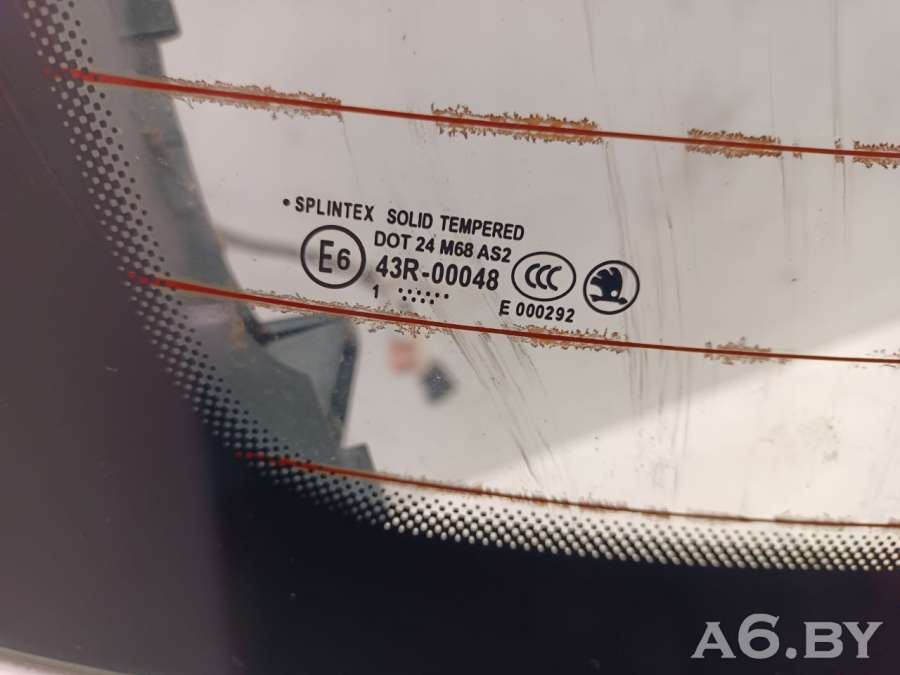 • SPLINTEX SOLID TEMPERED
DOT 24 M68 AS2
E6 43R-00048 CCC
1
E 000292
A6.BY